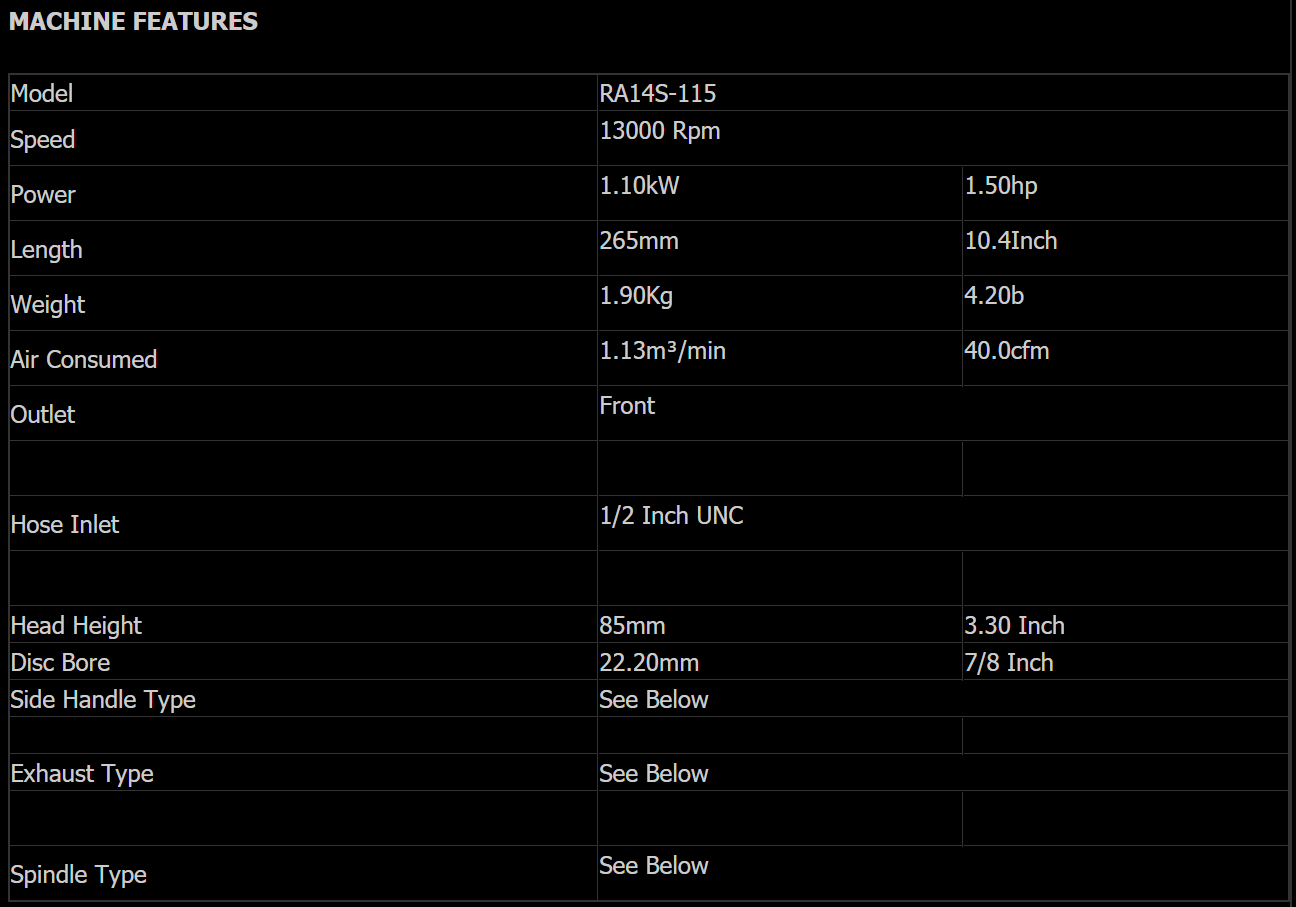 MACHINE FEATURES
Model RA14S-115
Speed 13000 Rpm
Power 1.10kW 1.50hp
Length 265mm 10.4Inch
Weight 1.90Kg 4.20b
Air Consumed 1.13m³/min 40.0cfm
Outlet Front
Hose Inlet 1/2 Inch UNC
Head Height 85mm 3.30 Inch
Disc Bore 22.20mm 7/8 Inch
Side Handle Type See Below
Exhaust Type See Below
Spindle Type See Below